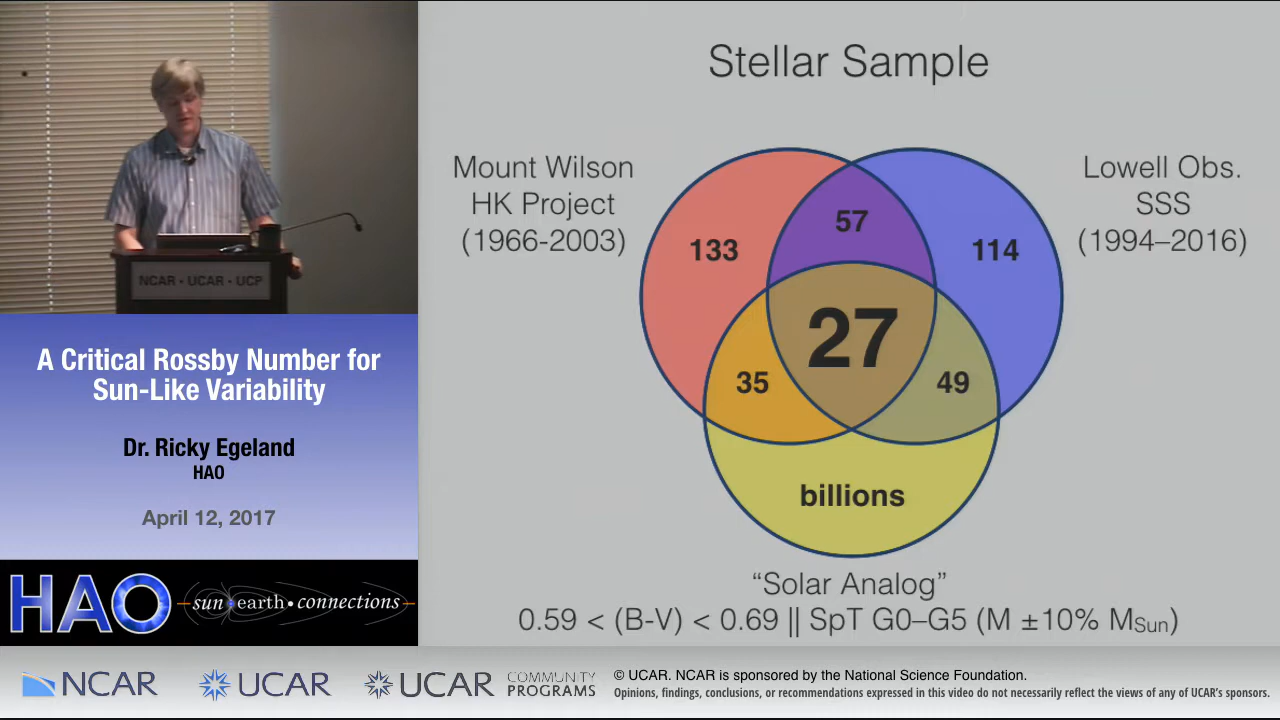 Stellar Sample
Mount Wilson
HK Project
(1966-2003)
Lowell Obs.
SSS
(1994–2016)
133
57
114
27
35
49
billions
“Solar Analog”
0.59 < (B-V) < 0.69 || SpT G0–G5 (M ±10% MSun)
NCAR • UCAR • UCP
A Critical Rossby Number for
Sun-Like Variability
Dr. Ricky Egeland
HAO
April 12, 2017
HAO
sun • earth • connections
NCAR
UCAR
UCAR
COMMUNITY
PROGRAMS
© UCAR. NCAR is sponsored by the National Science Foundation.
Opinions, findings, conclusions, or recommendations expressed in this video do not necessarily reflect the views of any of UCAR's sponsors.